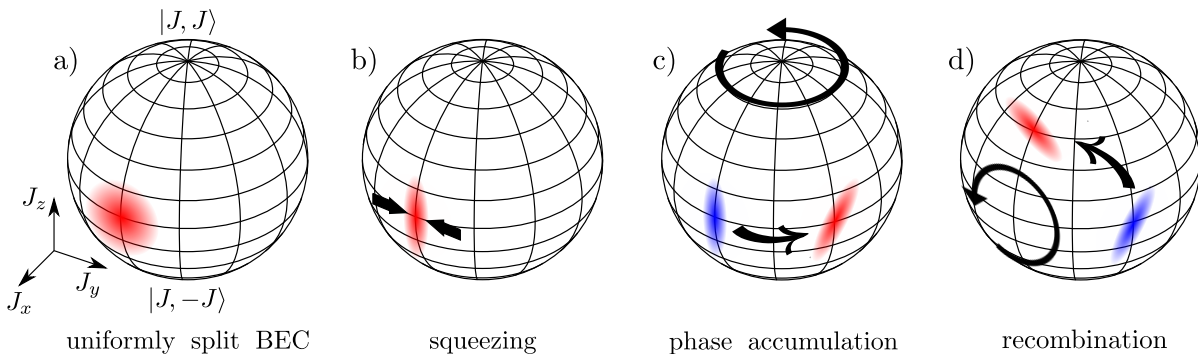 |J, J⟩
a)
b)
c)
d)
J_z
J_y
J_x
|J, −J⟩
uniformly split BEC
squeezing
phase accumulation
recombination